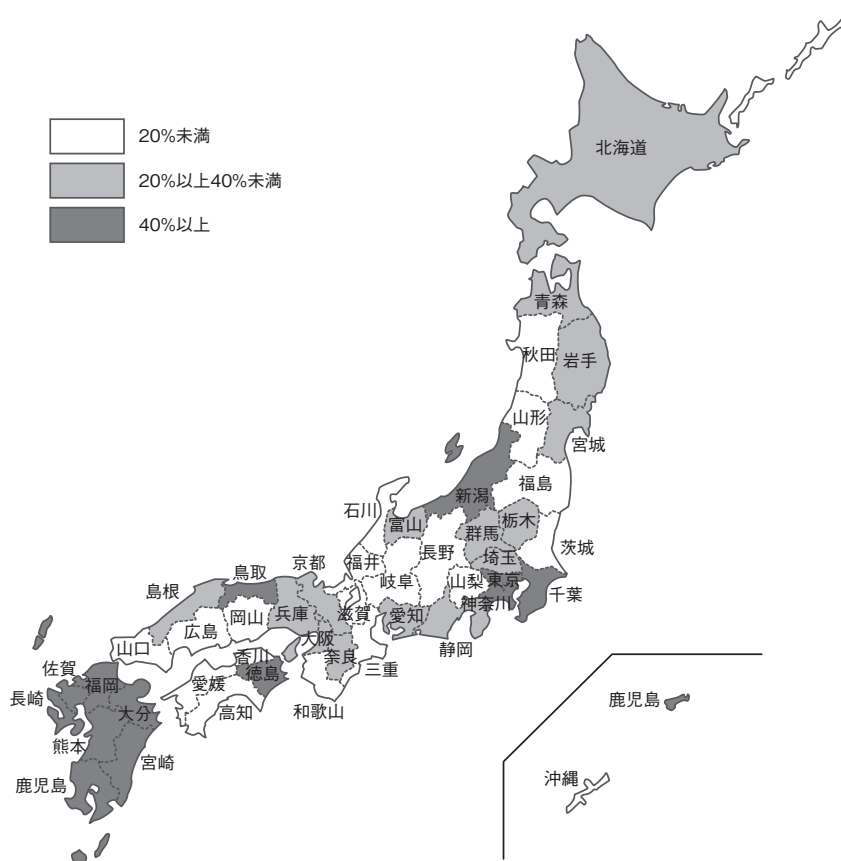 20%未満
20%以上40%未満
40%以上
北海道
青森
秋田
岩手
山形
宮城
新潟
福島
石川
富山
群馬
栃木
茨城
福井
長野
埼玉
岐阜
山梨
東京
千葉
神奈川
京都
鳥取
島根
兵庫
滋賀
愛知
静岡
岡山
広島
山口
大阪
奈良
三重
和歌山
香川
徳島
愛媛
高知
佐賀
福岡
長崎
大分
熊本
宮崎
鹿児島
鹿児島
沖縄